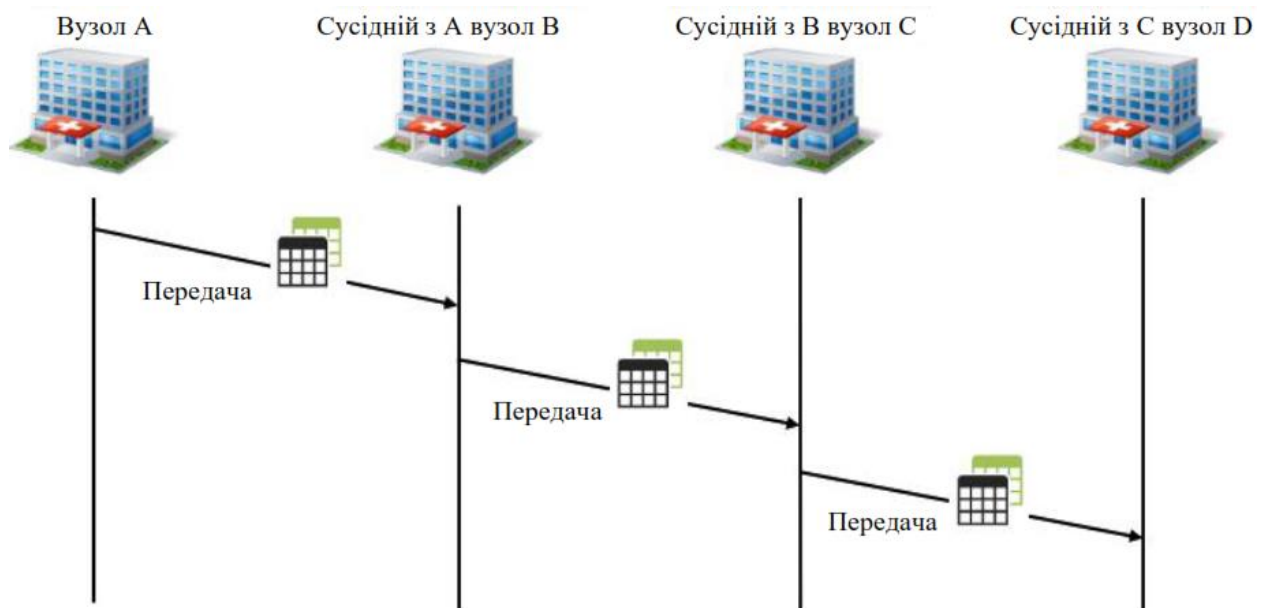 Вузол А
Сусідній з А вузол В
Сусідній з В вузол С
Сусідній з С вузол D
Передача
Передача
Передача